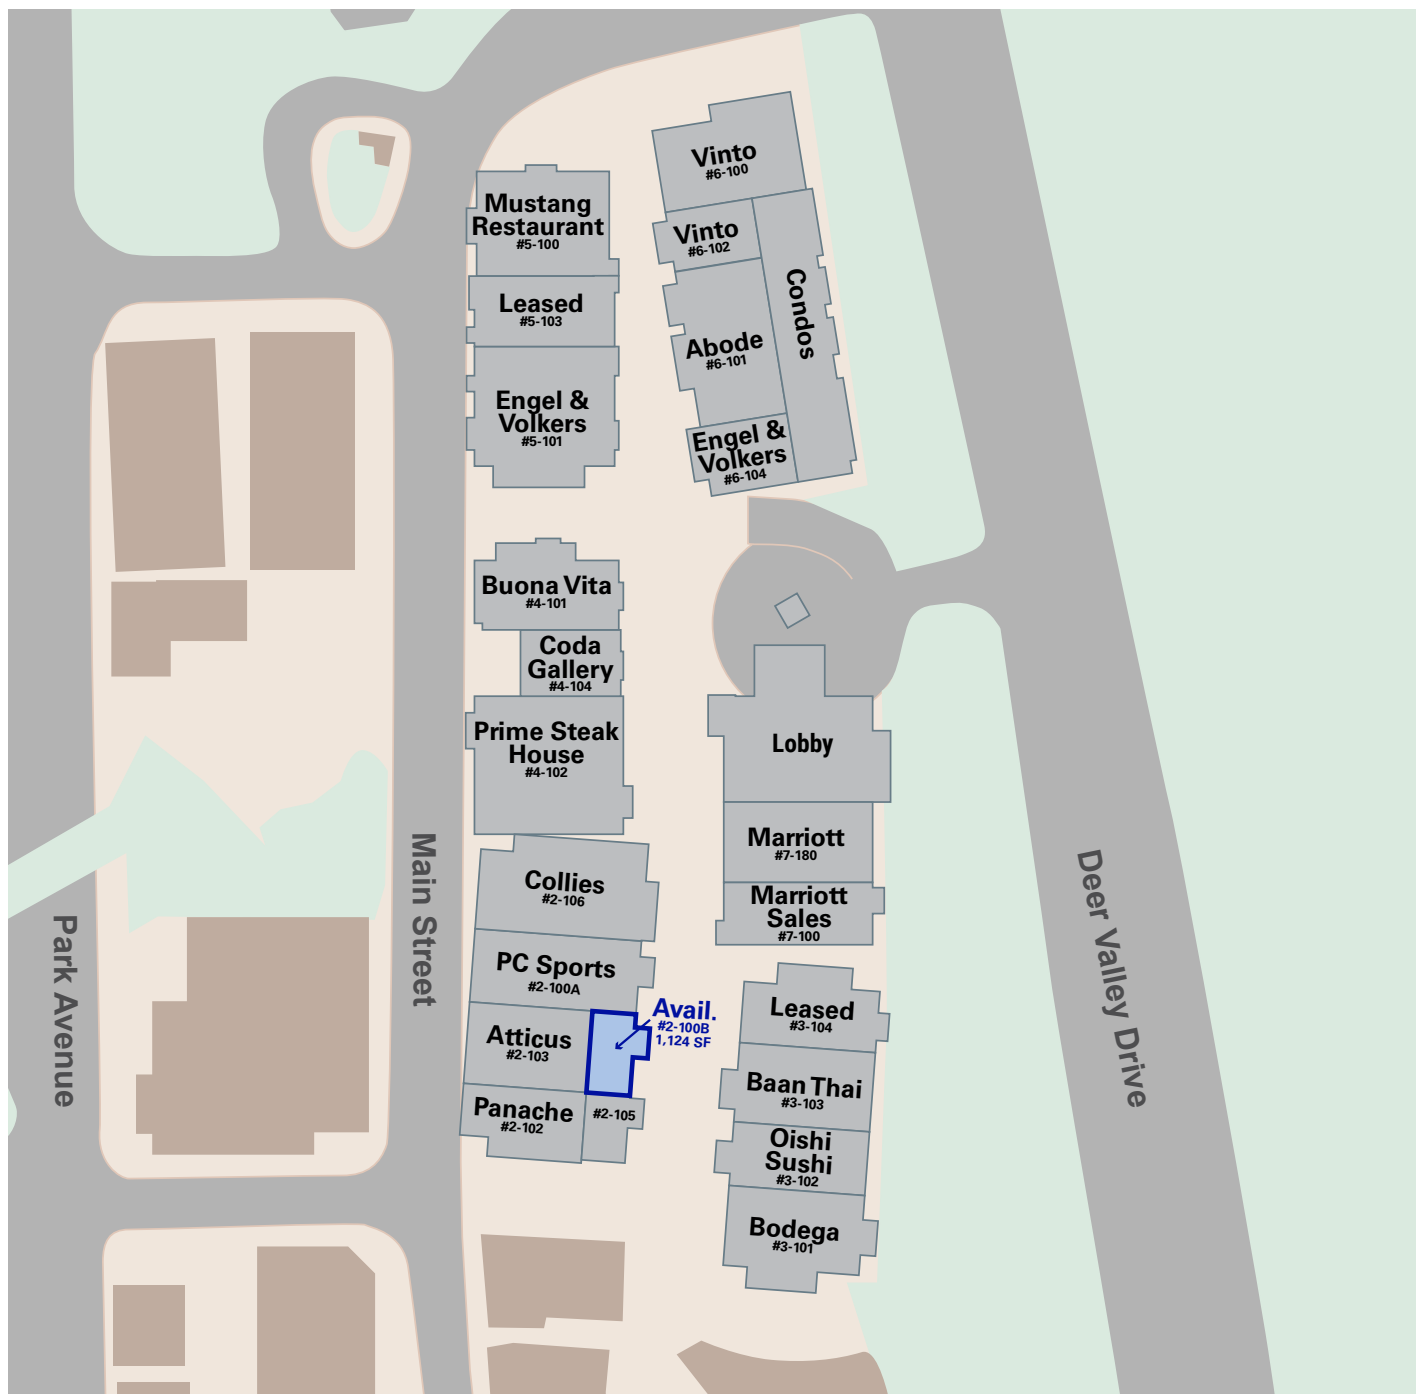 Vinto
#6-100
Mustang
Restaurant
#5-100
Vinto
#6-102
Condos
Leased
#5-103
Abode
#6-101
Engel &
Volkers
#5-101
Engel &
Volkers
#6-104
Buona Vita
#4-101
Coda
Gallery
#4-104
Prime Steak
House
#4-102
Lobby
Marriott
#7-180
Main Street
Collies
#2-106
Marriott
Sales
#7-100
Deer Valley Drive
Park Avenue
PC Sports
#2-100A
Avail.
#2-100B
1,124 SF
Leased
#3-104
Atticus
#2-103
Baan Thai
#3-103
Panache
#2-102
#2-105
Oishi
Sushi
#3-102
Bodega
#3-101